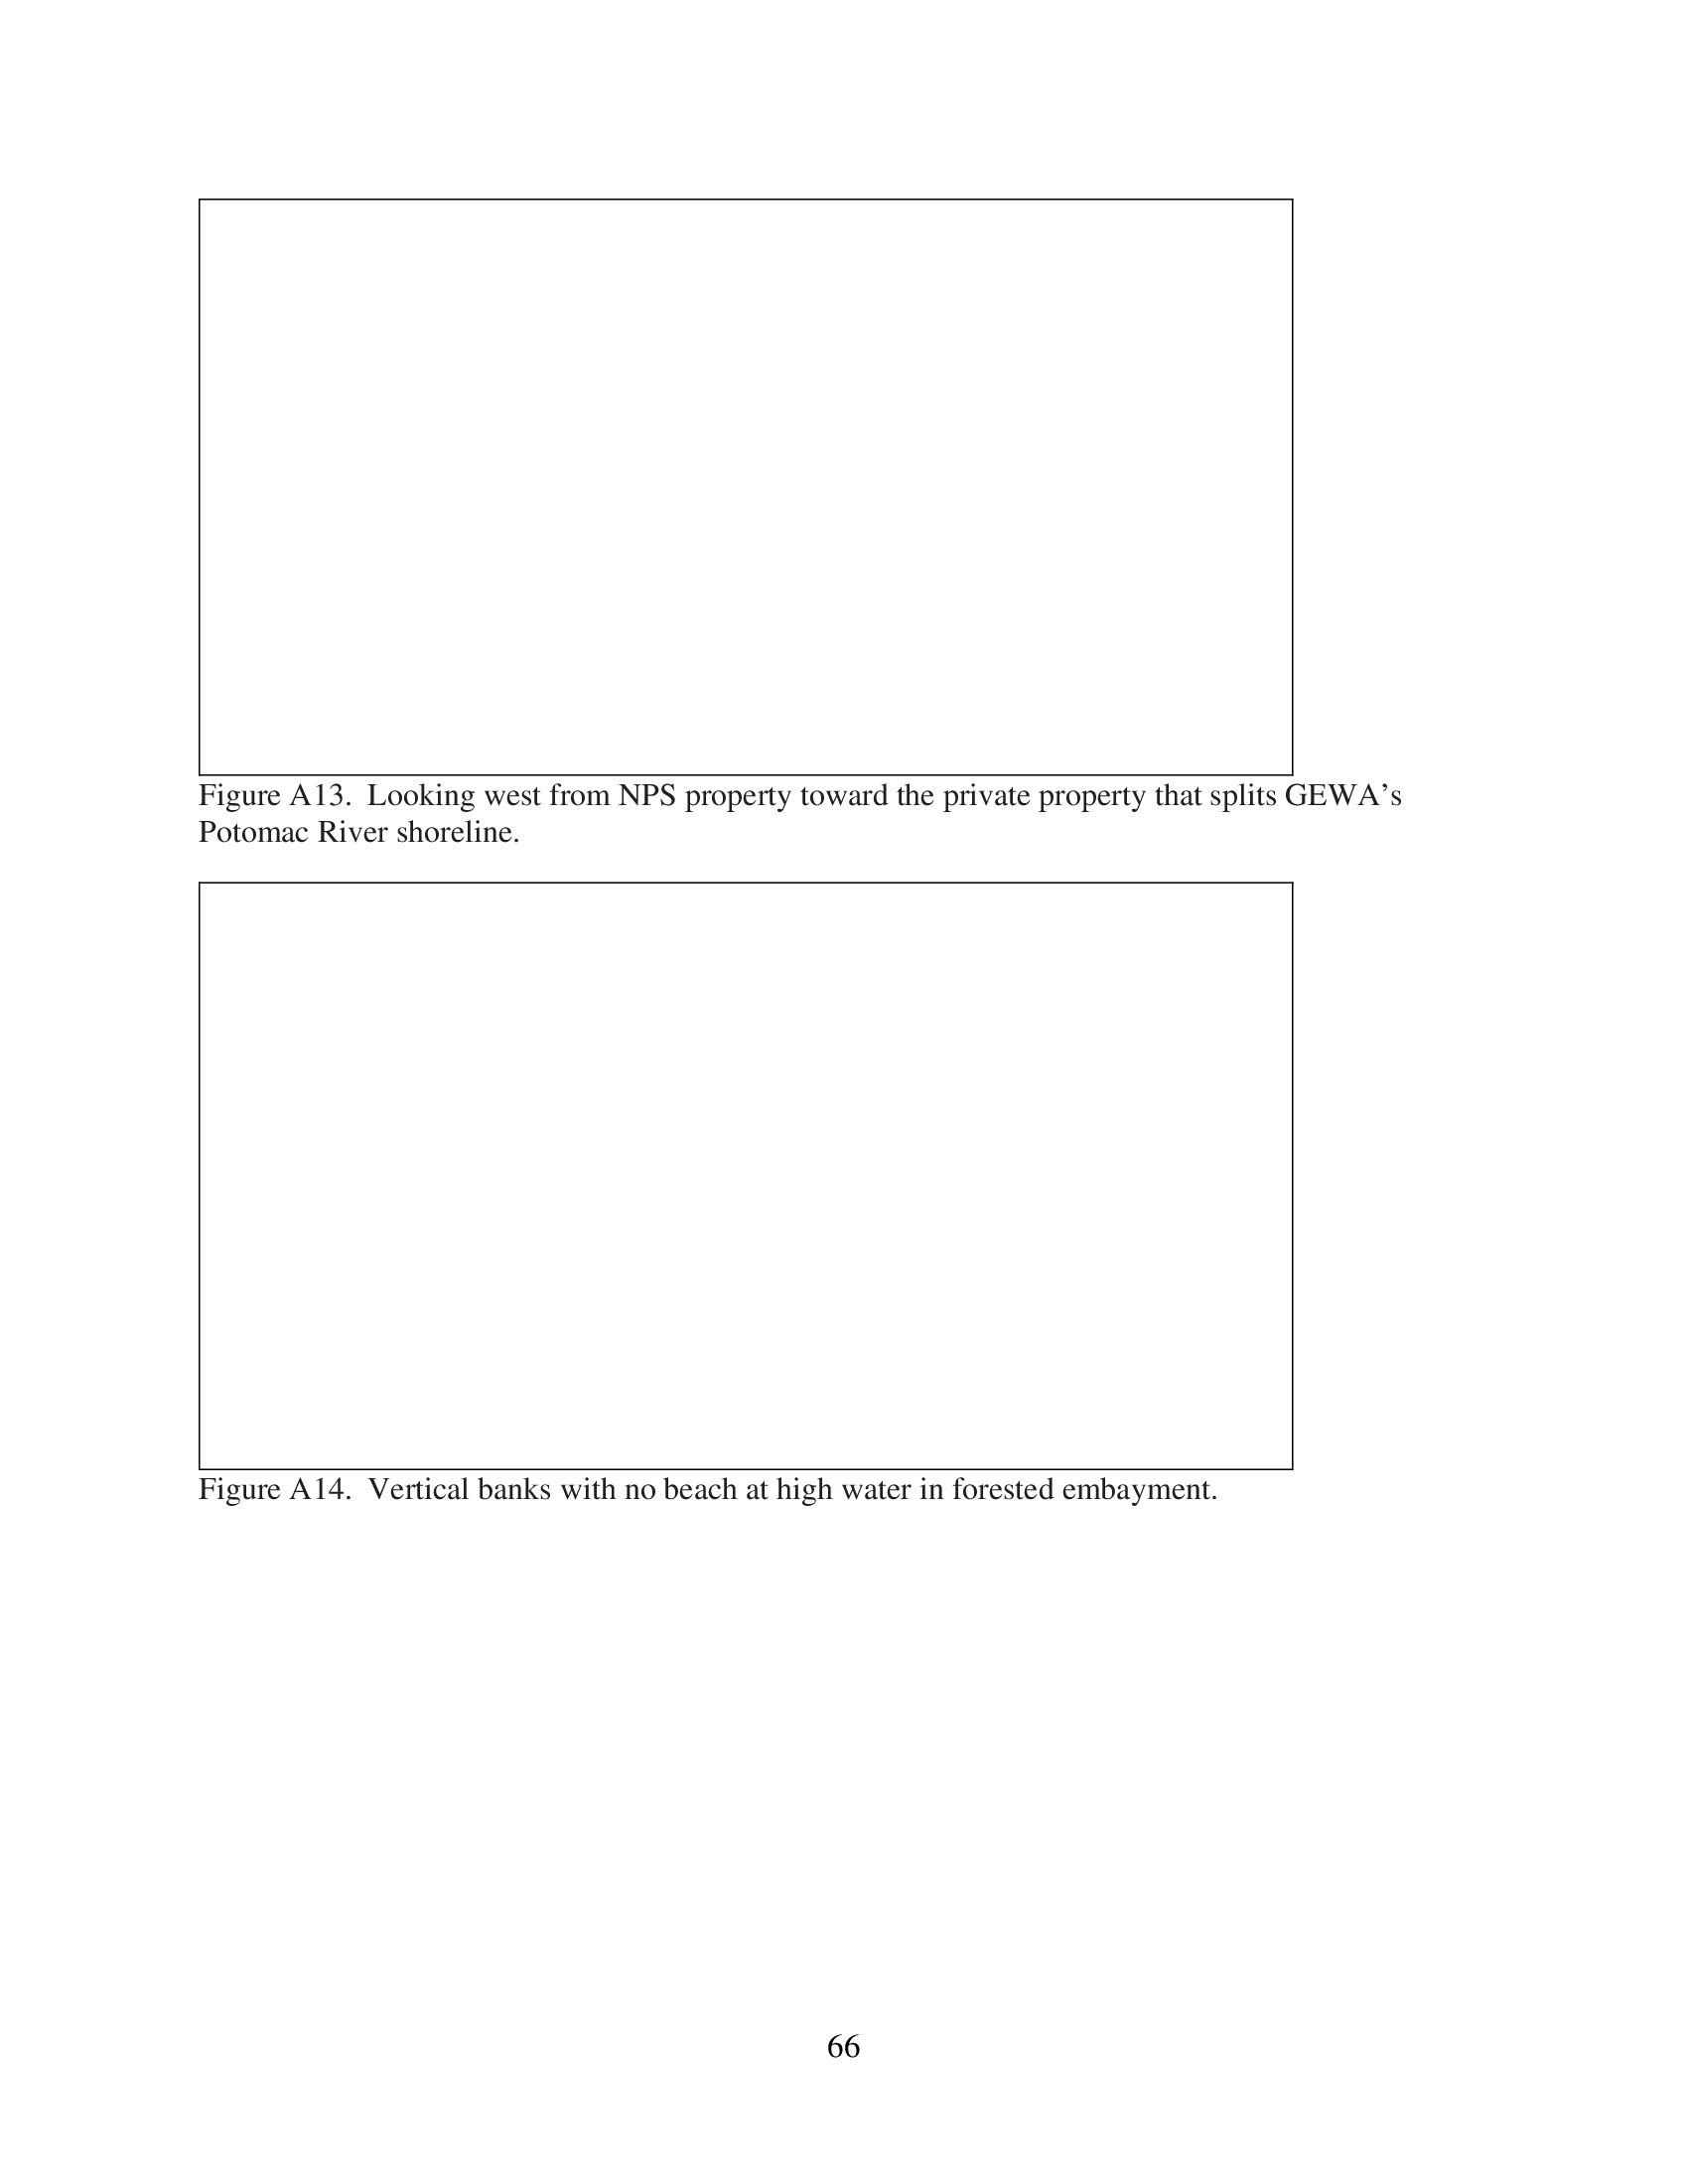 Figure A13.  Looking west from NPS property toward the private property that splits GEWA’s
Potomac River shoreline.
Figure A14.  Vertical banks with no beach at high water in forested embayment.
66